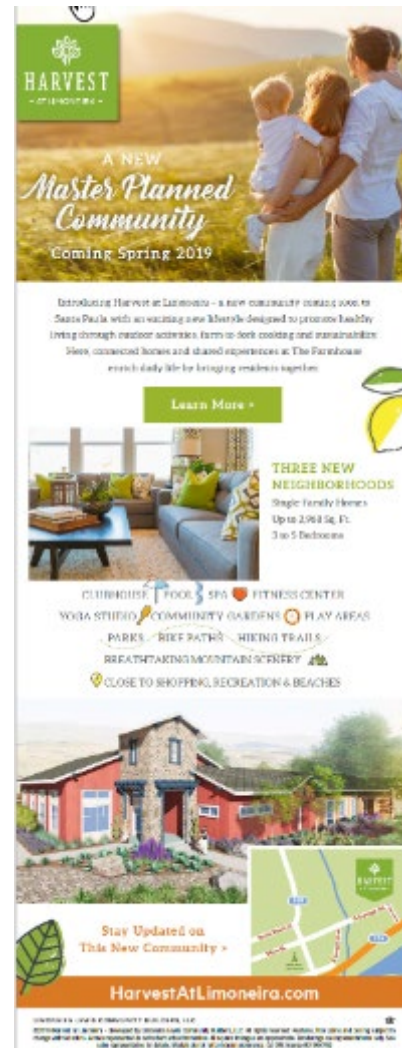 HARVEST
AT LIMONEIRA
A NEW
Master Planned
Community
Coming Spring 2019
Introducing Harvest at Limoneira – a new community coming soon to
Santa Paula with an exciting new lifestyle designed to promote healthy
living through outdoor activities, farm-to-fork cooking and sustainability.
Here, connected homes and shared experiences at The Farmhouse
enrich daily life by bringing residents together.
Learn More >
THREE NEW
NEIGHBORHOODS
Single Family Homes
Up to 2,968 Sq. Ft.
3 to 5 Bedrooms
CLUBHOUSE POOL SPA FITNESS CENTER
YOGA STUDIO COMMUNITY GARDENS PLAY AREAS
PARKS BIKE PATHS HIKING TRAILS
BREATHTAKING MOUNTAIN SCENERY
CLOSE TO SHOPPING, RECREATION & BEACHES
HARVEST
Stay Updated on
This New Community >
HarvestAtLimoneira.com